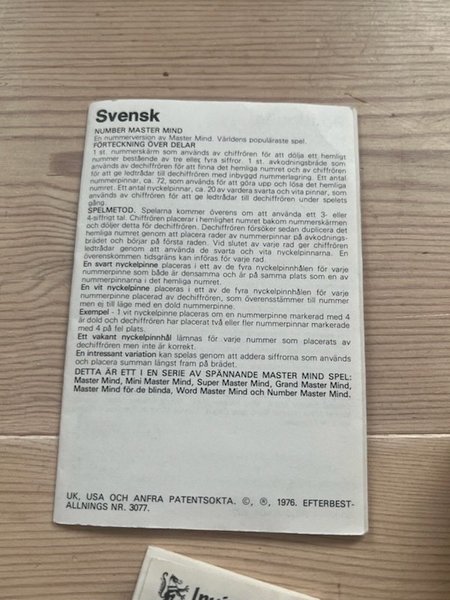 Svensk
NUMBER MASTER MIND
En nummerversion av Master Mind. Världens populäraste spel.
FÖRTECKNING ÖVER DELAR
1 st. nummerskärm som används av chiffrören för att dölja ett hemligt
nummer bestående av tre eller fyra siffror. 1 st. avkodningsbräde som
används av dechiffrören för att finna det hemliga numret och av chiffrören
för att ge ledtrådar till dechiffrören med inbyggd nummerlagring. Ett antal
nummerpinnar, ca. 72, som används för att göra upp och lösa det hemliga
numret. Ett antal nyckelpinnar, ca. 20 av vardera svarta och vita pinnar, som
används av chiffrören för att ge ledtrådar till dechiffrören under spelets
gång.
SPELMETOD. Spelarna kommer överens om att använda ett 3- eller
4-siffrigt tal. Chiffrören placerar i hemlighet numret bakom nummerskärmen
och döljer detta för dechiffrören. Dechiffrören försöker sedan duplicera det
hemliga numret genom att placera rader av nummerpinnar på avkodnings-
brädet och börjar på första raden. Vid slutet av varje rad ger chiffrören
ledtrådar genom att använda de svarta och vita nyckelpinnarna. En
överenskommen tidsgräns kan införas för varje rad.
En svart nyckelpinne placeras i ett av de fyra nyckelpinnhålen för varje
nummerpinne som både är densamma och är på samma plats som en av
nummerpinnarna i det hemliga numret.
En vit nyckelpinne placeras i ett av de fyra nyckelpinnhålen för varje
nummerpinne placerad av dechiffrören, som överensstämmer till nummer
men ej till läge med en dold nummerpinne.
Exempel - 1 vit nyckelpinne placeras om en nummerpinne markerad med 4
är dold och dechiffrören har placerat två eller fler nummerpinnar markerade
med 4 på fel plats.
Ett vakant nyckelpinnhål lämnas för varje nummer som placerats av
dechiffrören men inte är korrekt.
En intressant variation kan spelas genom att addera siffrorna som används
och placera summan längst fram på brädet.
DETTA ÄR ETT I EN SERIE AV SPÄNNANDE MASTER MIND SPEL:
Master Mind, Mini Master Mind, Super Master Mind, Grand Master Mind,
Master Mind för de blinda, Word Master Mind och Number Master Mind.
UK, USA OCH ANFRA PATENTSOKTA. ©, ®, 1976. EFTERBEST-
ALLNINGS NR. 3077.